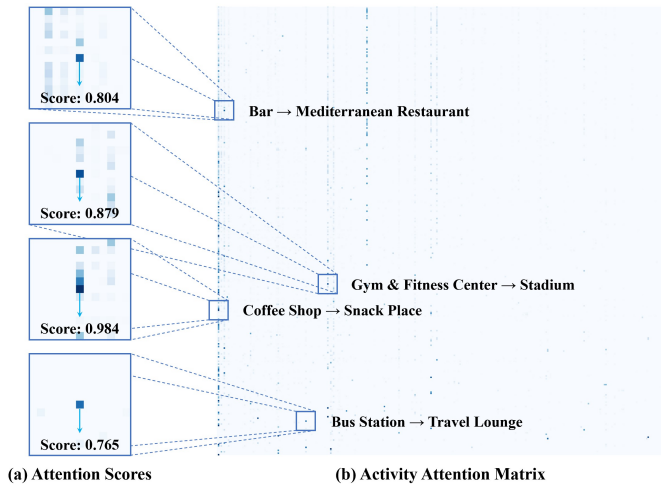 Score: 0.804
Bar → Mediterranean Restaurant
Score: 0.879
Gym & Fitness Center → Stadium
Score: 0.984
Coffee Shop → Snack Place
Score: 0.765
Bus Station → Travel Lounge
(a) Attention Scores
(b) Activity Attention Matrix